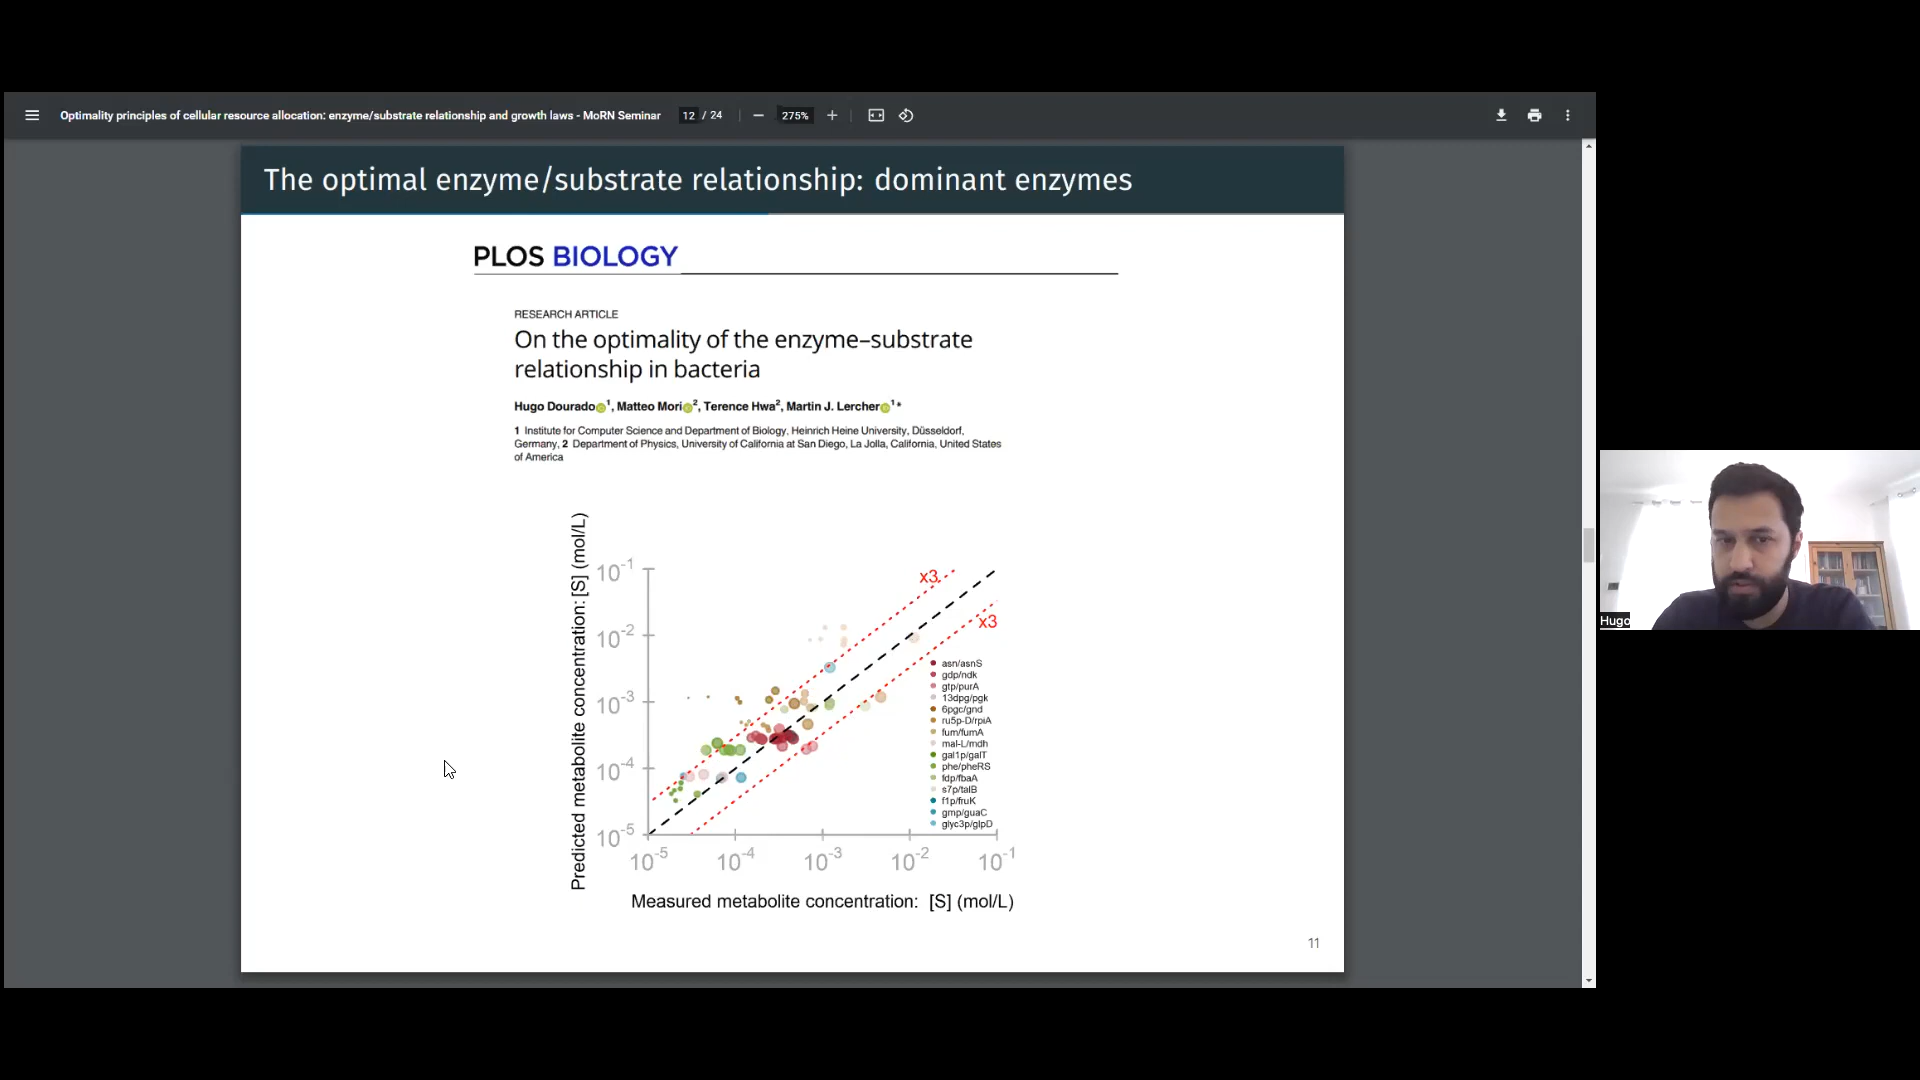 Optimality principles of cellular resource allocation: enzyme/substrate relationship and growth laws - MoRN Seminar 12 / 24 275%
The optimal enzyme/substrate relationship: dominant enzymes
PLOS BIOLOGY
RESEARCH ARTICLE
On the optimality of the enzyme–substrate
relationship in bacteria
Hugo Dourado 1, Matteo Mori 2, Terence Hwa2, Martin J. Lercher 1*
1 Institute for Computer Science and Department of Biology, Heinrich Heine University, Düsseldorf,
Germany, 2 Department of Physics, University of California at San Diego, La Jolla, California, United States
of America
Predicted metabolite concentration: [S] (mol/L)
10-1
10-2
10-3
10-4
10-5
x3
x3
asn/asnS
gdp/ndk
gtp/purA
13dpg/pgk
6pgc/gnd
ru5p-D/rpiA
fum/fumA
mal-L/mdh
gal1p/galT
phe/pheRS
fdp/fbaA
s7p/talB
f1p/fruK
gmp/guaC
glyc3p/glpD
10-5 10-4 10-3 10-2 10-1
Measured metabolite concentration: [S] (mol/L)
11
Hugo